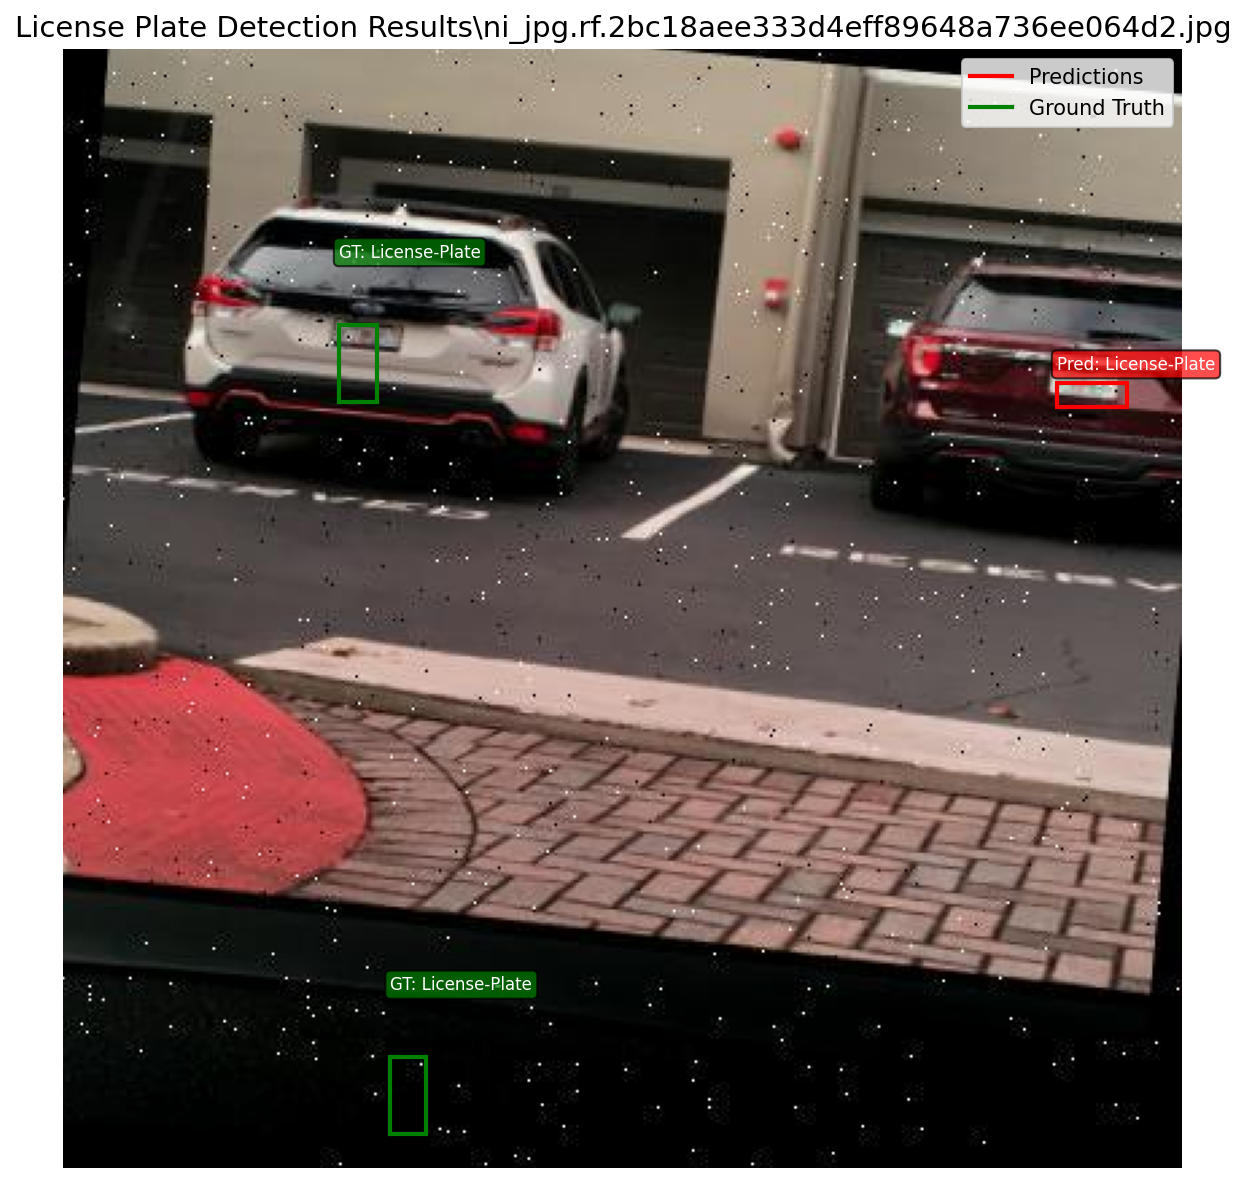 License Plate Detection Results\ni_jpg.rf.2bc18aee333d4eff89648a736ee064d2.jpg
Predictions
Ground Truth
GT: License-Plate
Pred: License-Plate
GT: License-Plate